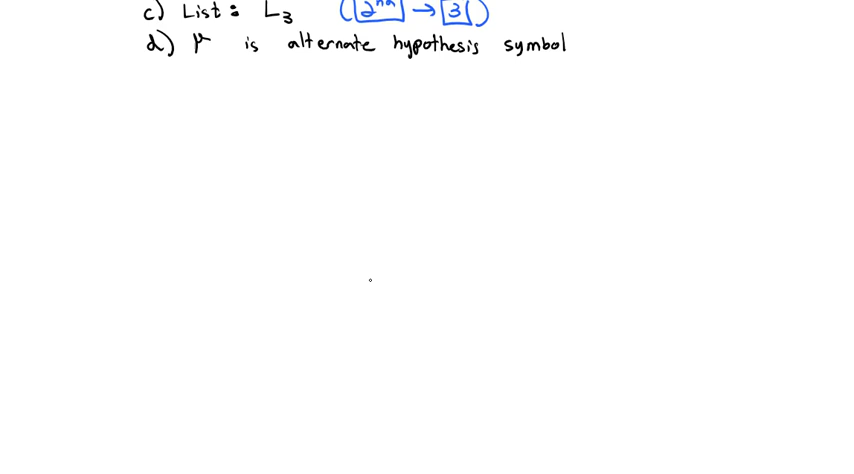 c) List: L₃ (2nd → 3)
d) μ is alternate hypothesis symbol